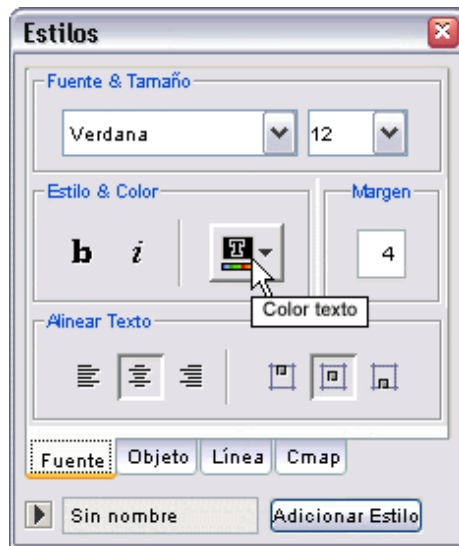 Estilos
Fuente & Tamaño
Verdana 12
Estilo & Color Margen
b i T 4
Color texto
Alinear Texto
Fuente Objeto Línea Cmap
Sin nombre Adicionar Estilo